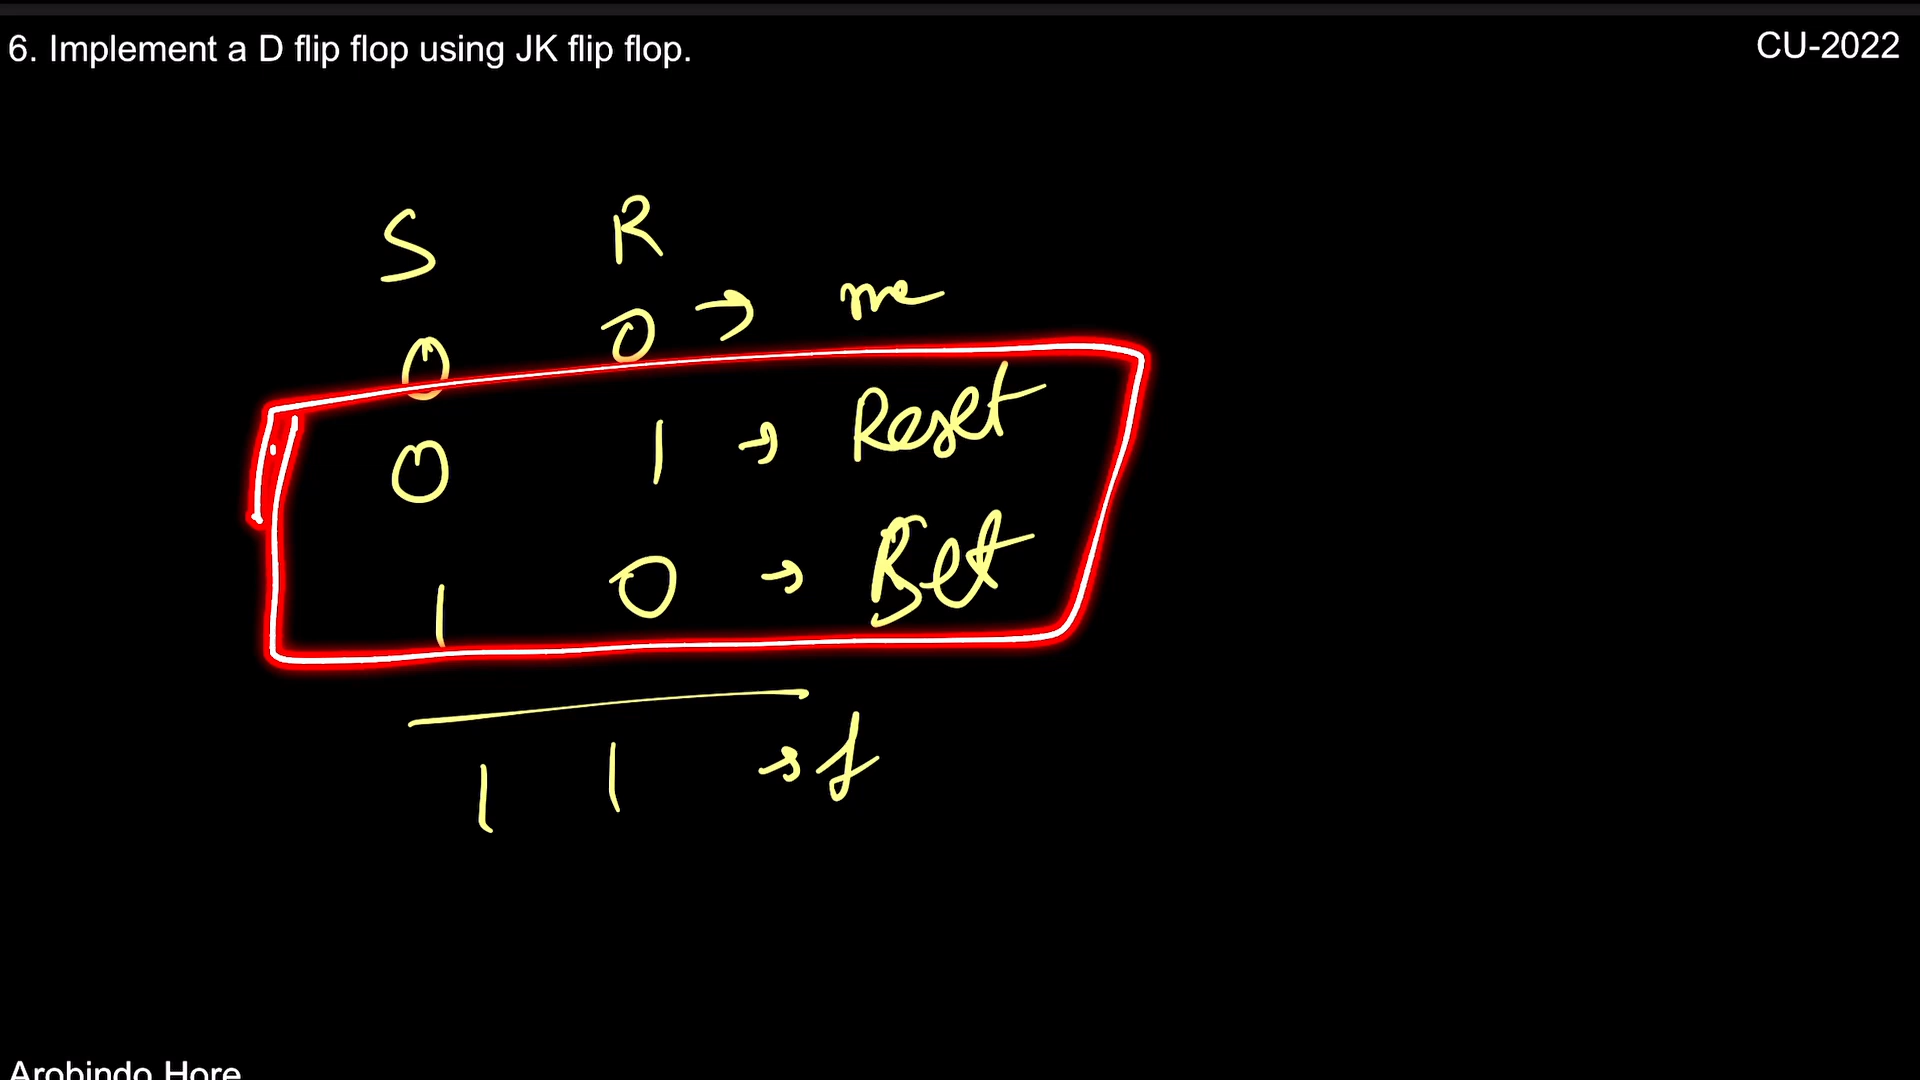 6. Implement a D flip flop using JK flip flop.
CU-2022
S R
0 0 → me
0 1 → Reset
1 0 → Set
1 1 →
Arobindo Hore